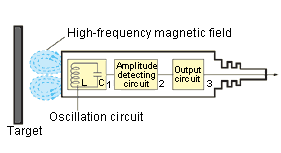 High-frequency magnetic field
L
C
1
Amplitude
detecting
circuit
2
Output
circuit
3
Oscillation circuit
Target